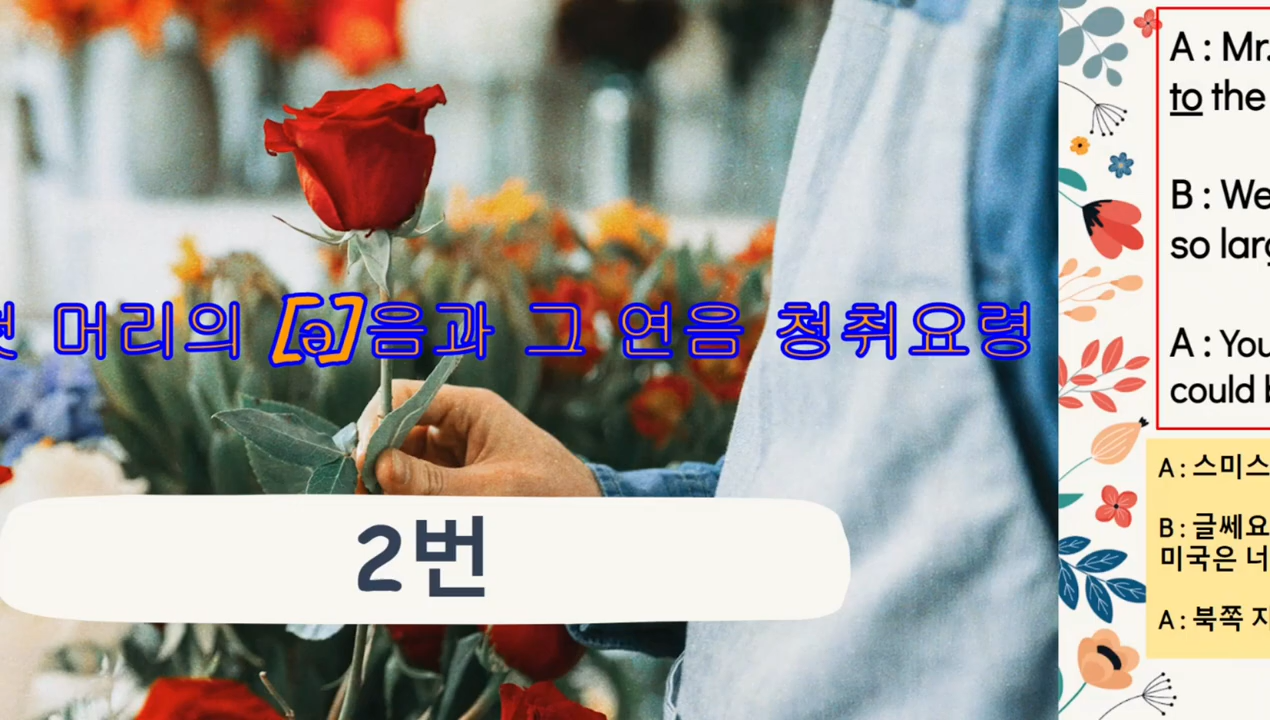 머리의 [ə]음과 그 연음 청취요령
2번
A : Mr.
to the
B : We
so larg
A : You
could b
A : 스미스
B : 글쎄요
미국은 너
A : 북쪽 지